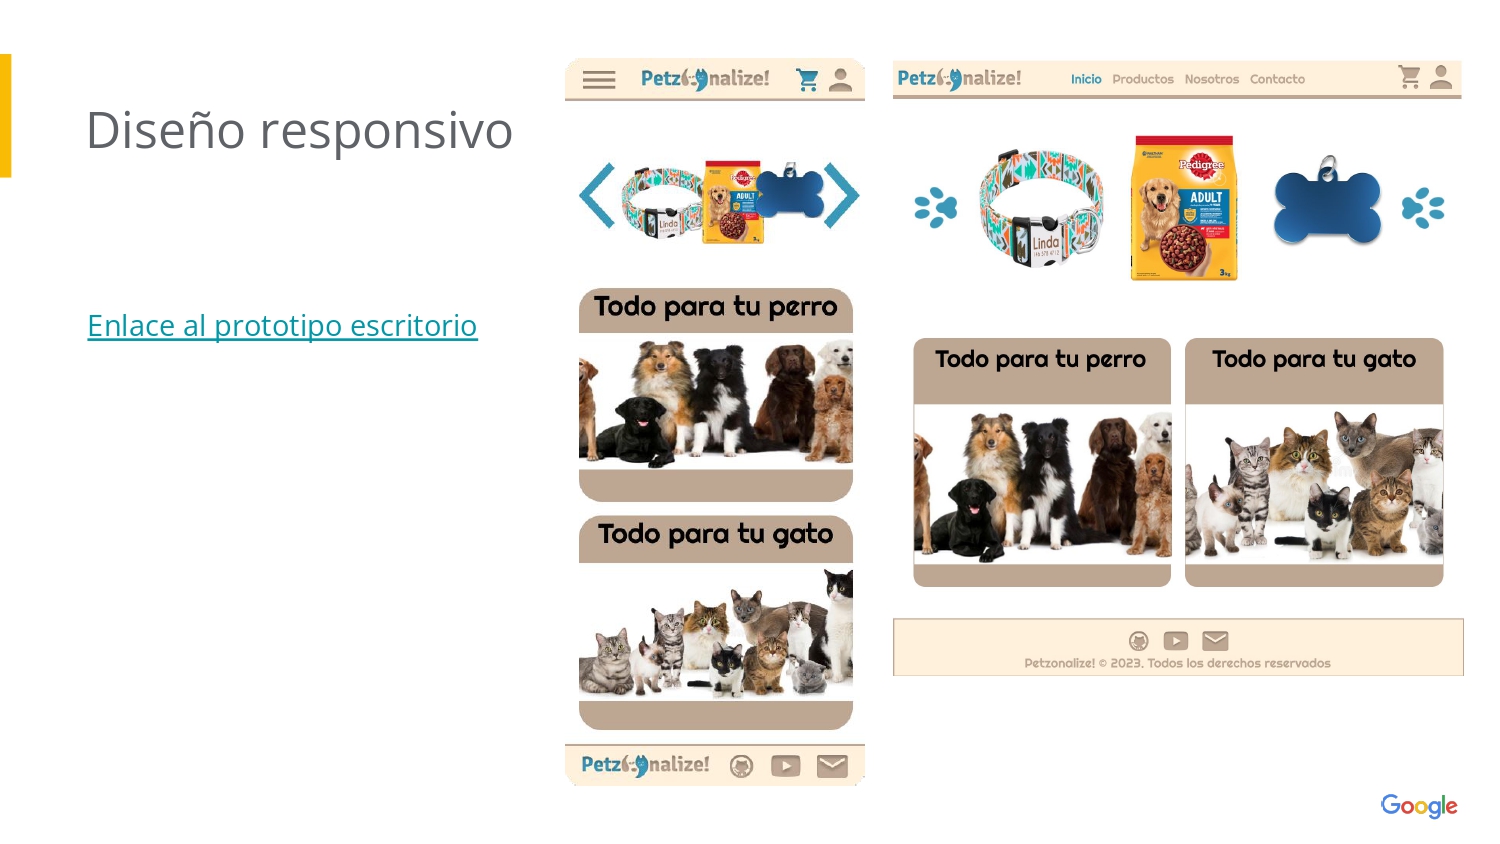 Diseño responsivo
Enlace al prototipo escritorio
Petz nalize!
Linda
Pedigree
ADULT
Todo para tu perro
Todo para tu gato
Petz nalize!
Petz nalize!
Inicio Productos Nosotros Contacto
Linda
Pedigree
ADULT
3kg
Todo para tu perro
Todo para tu gato
Petzonalize! © 2023. Todos los derechos reservados
Google